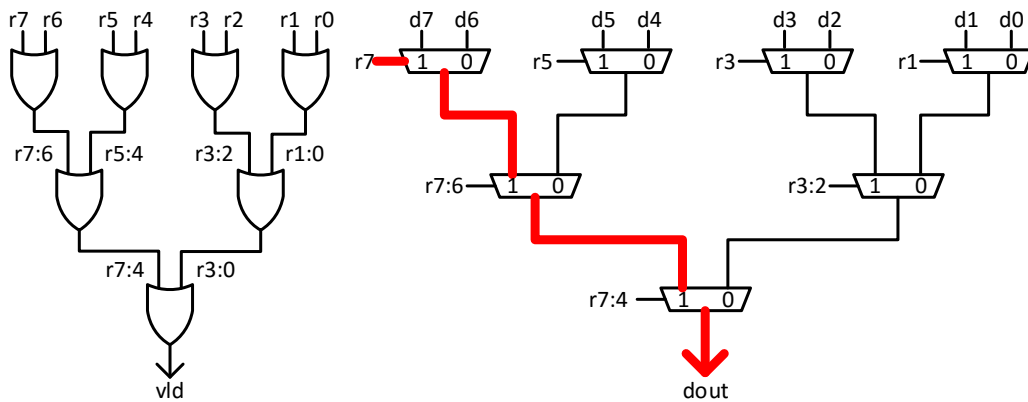 r7 r6 r5 r4 r3 r2 r1 r0
d7 d6 d5 d4 d3 d2 d1 d0
r7 1 0 r5 1 0 r3 1 0 r1 1 0
r7:6 r5:4 r3:2 r1:0
r7:6 1 0 r3:2 1 0
r7:4 r3:0
r7:4 1 0
vld
dout